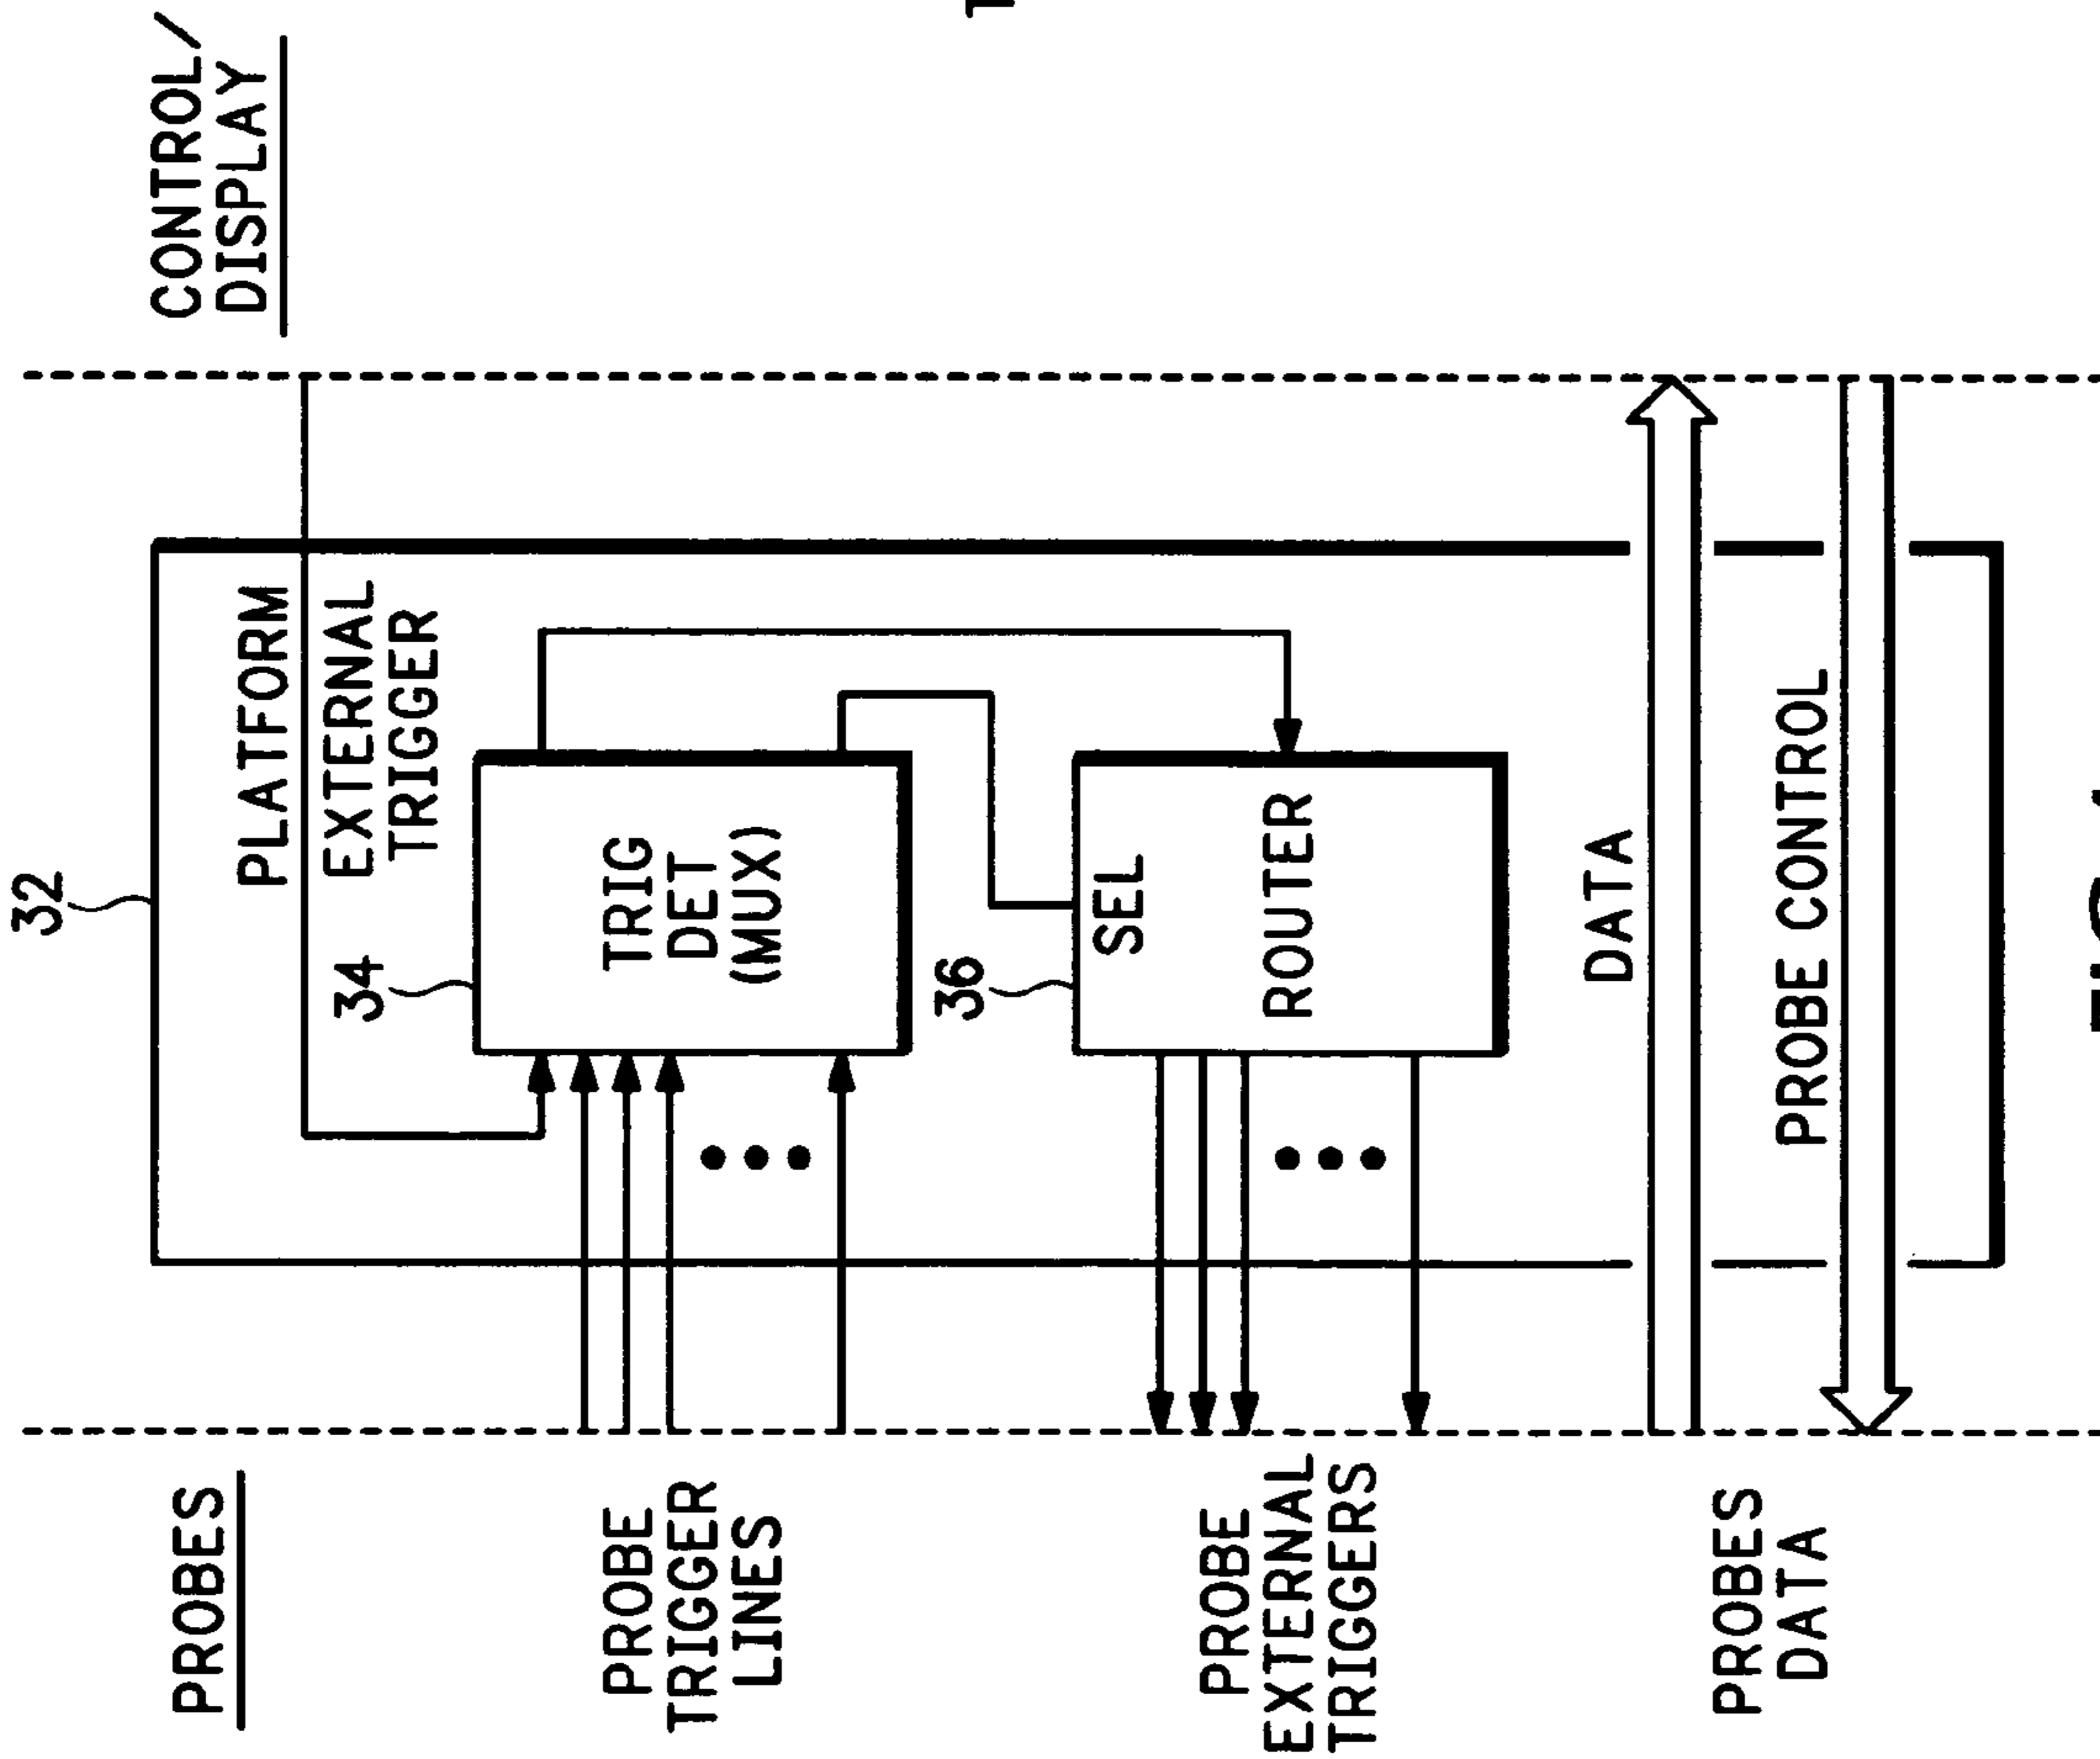 PROBES
CONTROL/
DISPLAY
32
PLATFORM
EXTERNAL
TRIGGER
34
TRIG
DET
(MUX)
PROBE
TRIGGER
LINES
36
SEL
ROUTER
PROBE
EXTERNAL
TRIGGERS
DATA
PROBES
DATA
PROBE CONTROL